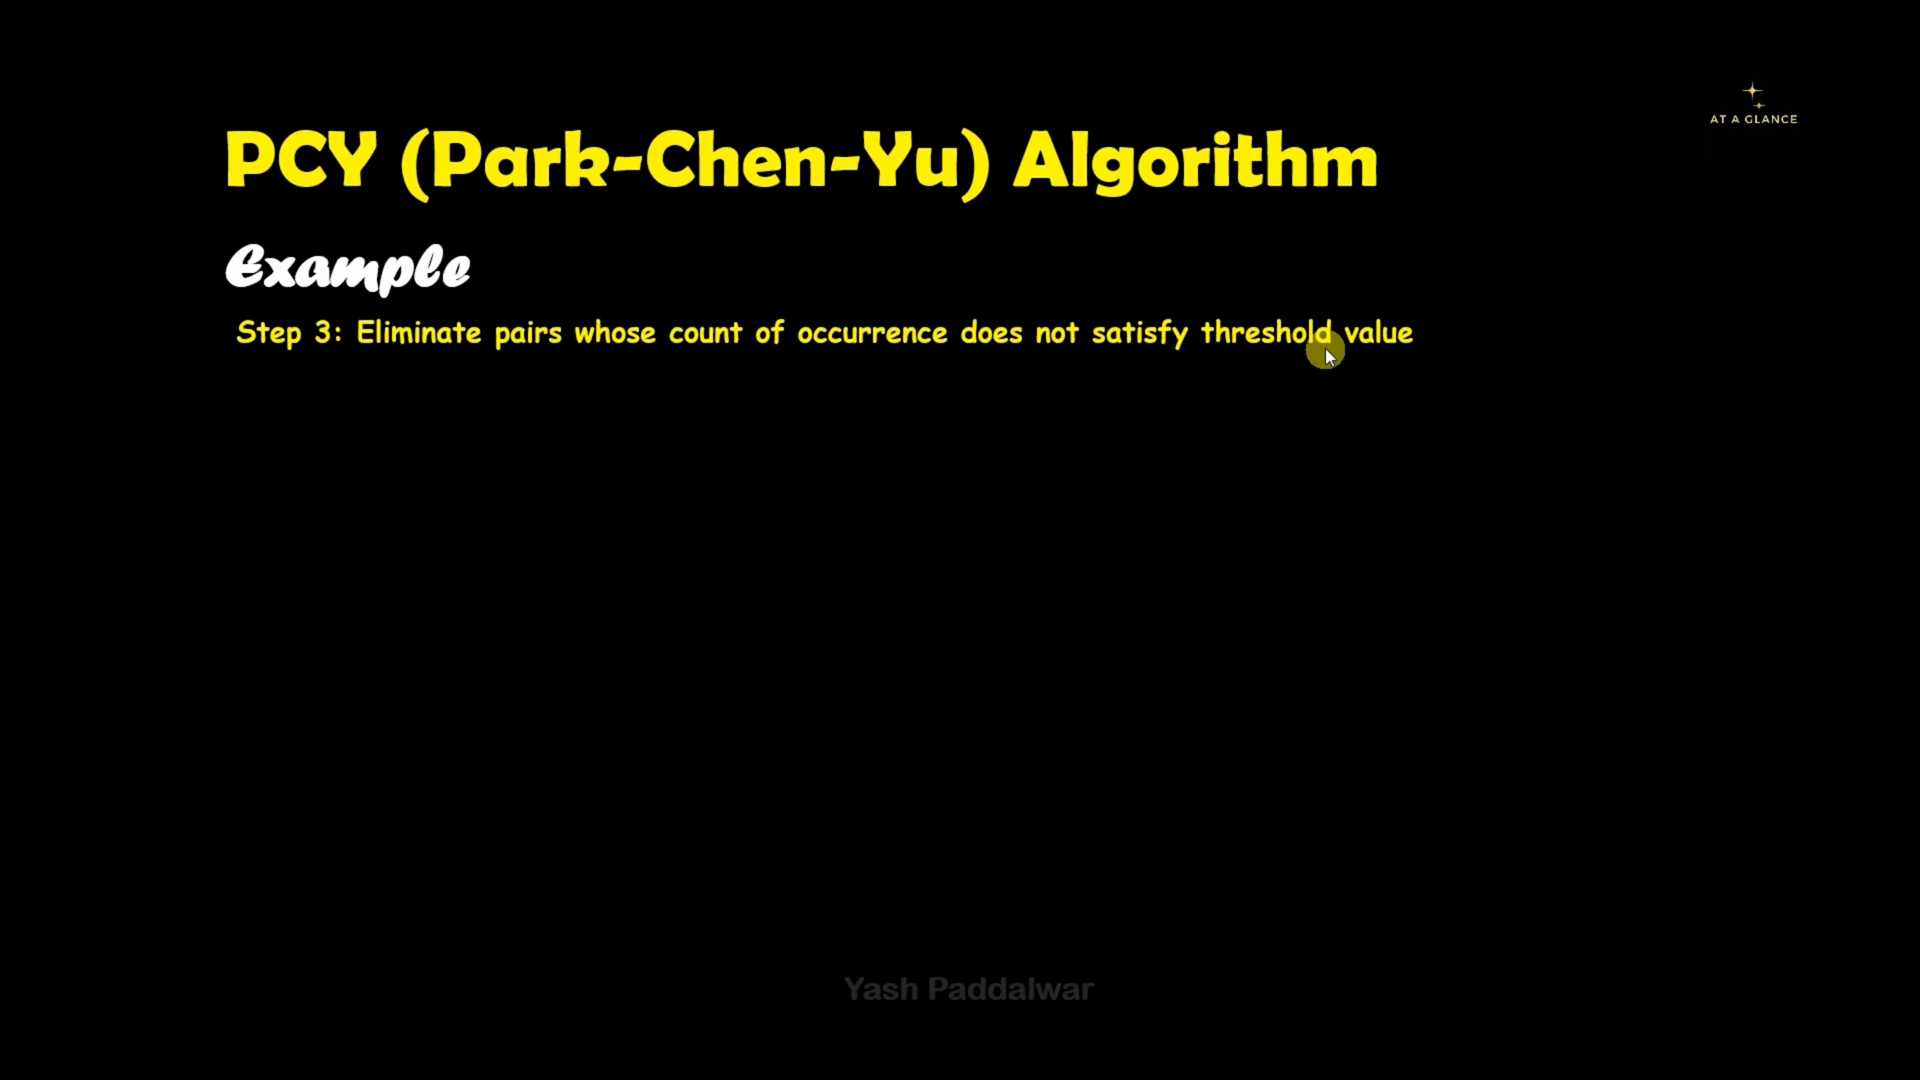 AT A GLANCE
PCY (Park-Chen-Yu) Algorithm
Example
Step 3: Eliminate pairs whose count of occurrence does not satisfy threshold value
Yash Paddalwar